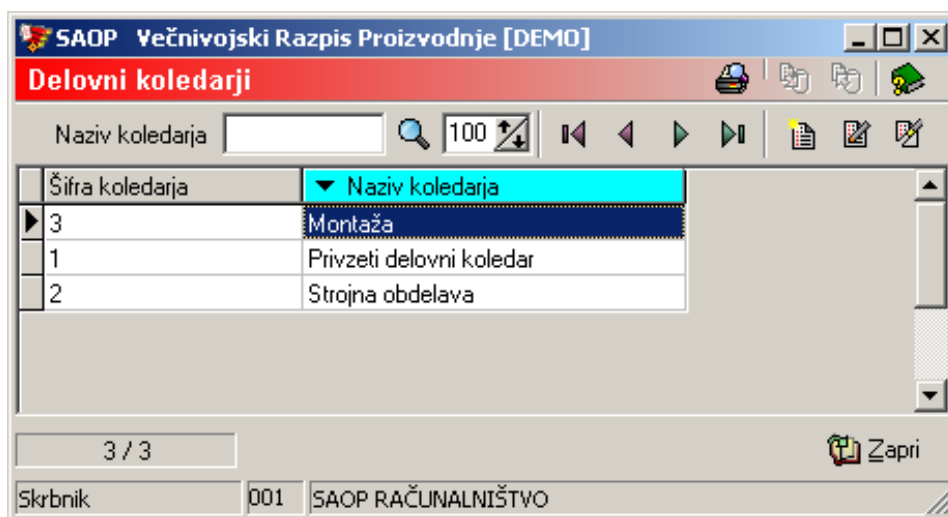 SAOP Večnivojski Razpis Proizvodnje [DEMO]
Delovni koledarji
Naziv koledarja 100
Šifra koledarja Naziv koledarja
3 Montaža
1 Privzeti delovni koledar
2 Strojna obdelava
3 / 3 Zapri
Skrbnik 001 SAOP RAČUNALNIŠTVO